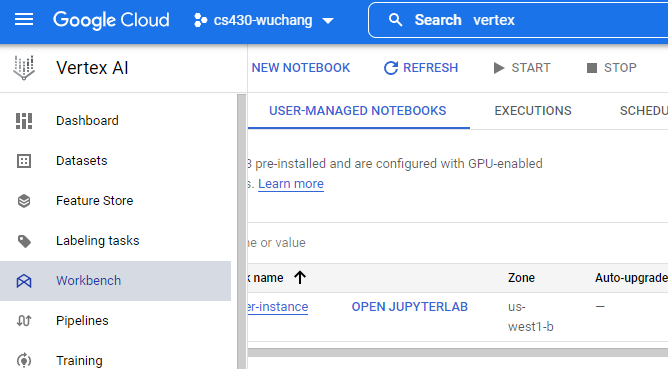 Google Cloud
cs430-wuchang
Search vertex
Vertex AI
NEW NOTEBOOK
REFRESH
START
STOP
Dashboard
Datasets
Feature Store
Labeling tasks
Workbench
Pipelines
Training
USER-MANAGED NOTEBOOKS
EXECUTIONS
SCHEDU
3 pre-installed and are configured with GPU-enabled
s. Learn more
ne or value
k name
Zone
Auto-upgrade
er-instance
OPEN JUPYTERLAB
us-
west1-b
—